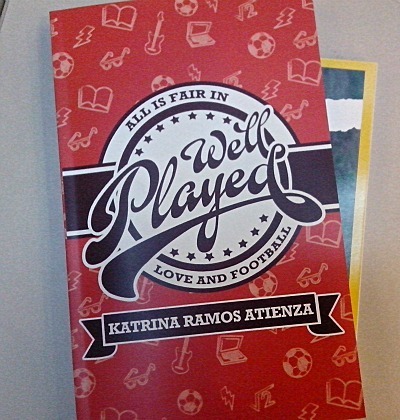 ALL IS FAIR IN
Well
Played
LOVE AND FOOTBALL
KATRINA RAMOS ATIENZA